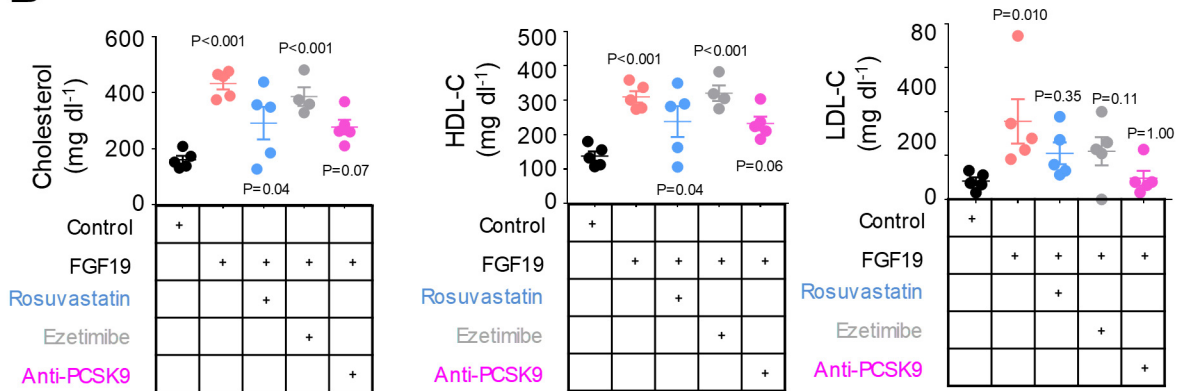 Cholesterol
(mg dl⁻¹)
600
400
200
0
P<0.001
P<0.001
P=0.04
P=0.07
Control
+
FGF19
+ + + +
Rosuvastatin
+
Ezetimibe
+
Anti-PCSK9
+
HDL-C
(mg dl⁻¹)
500
400
300
200
100
0
P<0.001
P<0.001
P=0.04
P=0.06
Control
+
FGF19
+ + + +
Rosuvastatin
+
Ezetimibe
+
Anti-PCSK9
+
LDL-C
(mg dl⁻¹)
80
400
200
0
P=0.010
P=0.35
P=0.11
P=1.00
Control
+
FGF19
+ + + +
Rosuvastatin
+
Ezetimibe
+
Anti-PCSK9
+